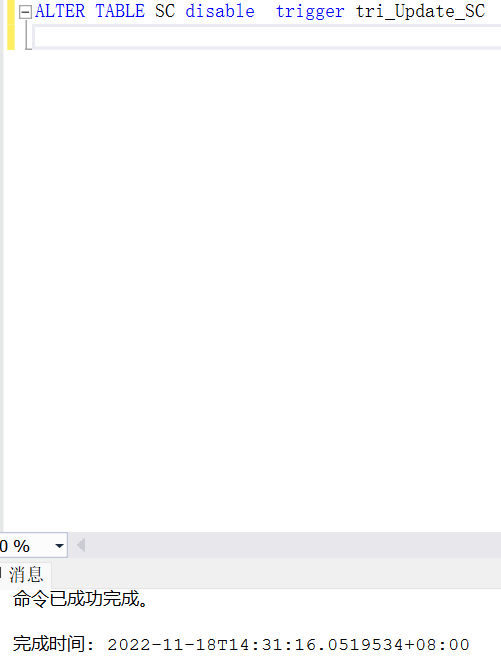 ALTER TABLE SC disable  trigger tri_Update_SC
0 %
消息
命令已成功完成。
完成时间: 2022-11-18T14:31:16.0519534+08:00